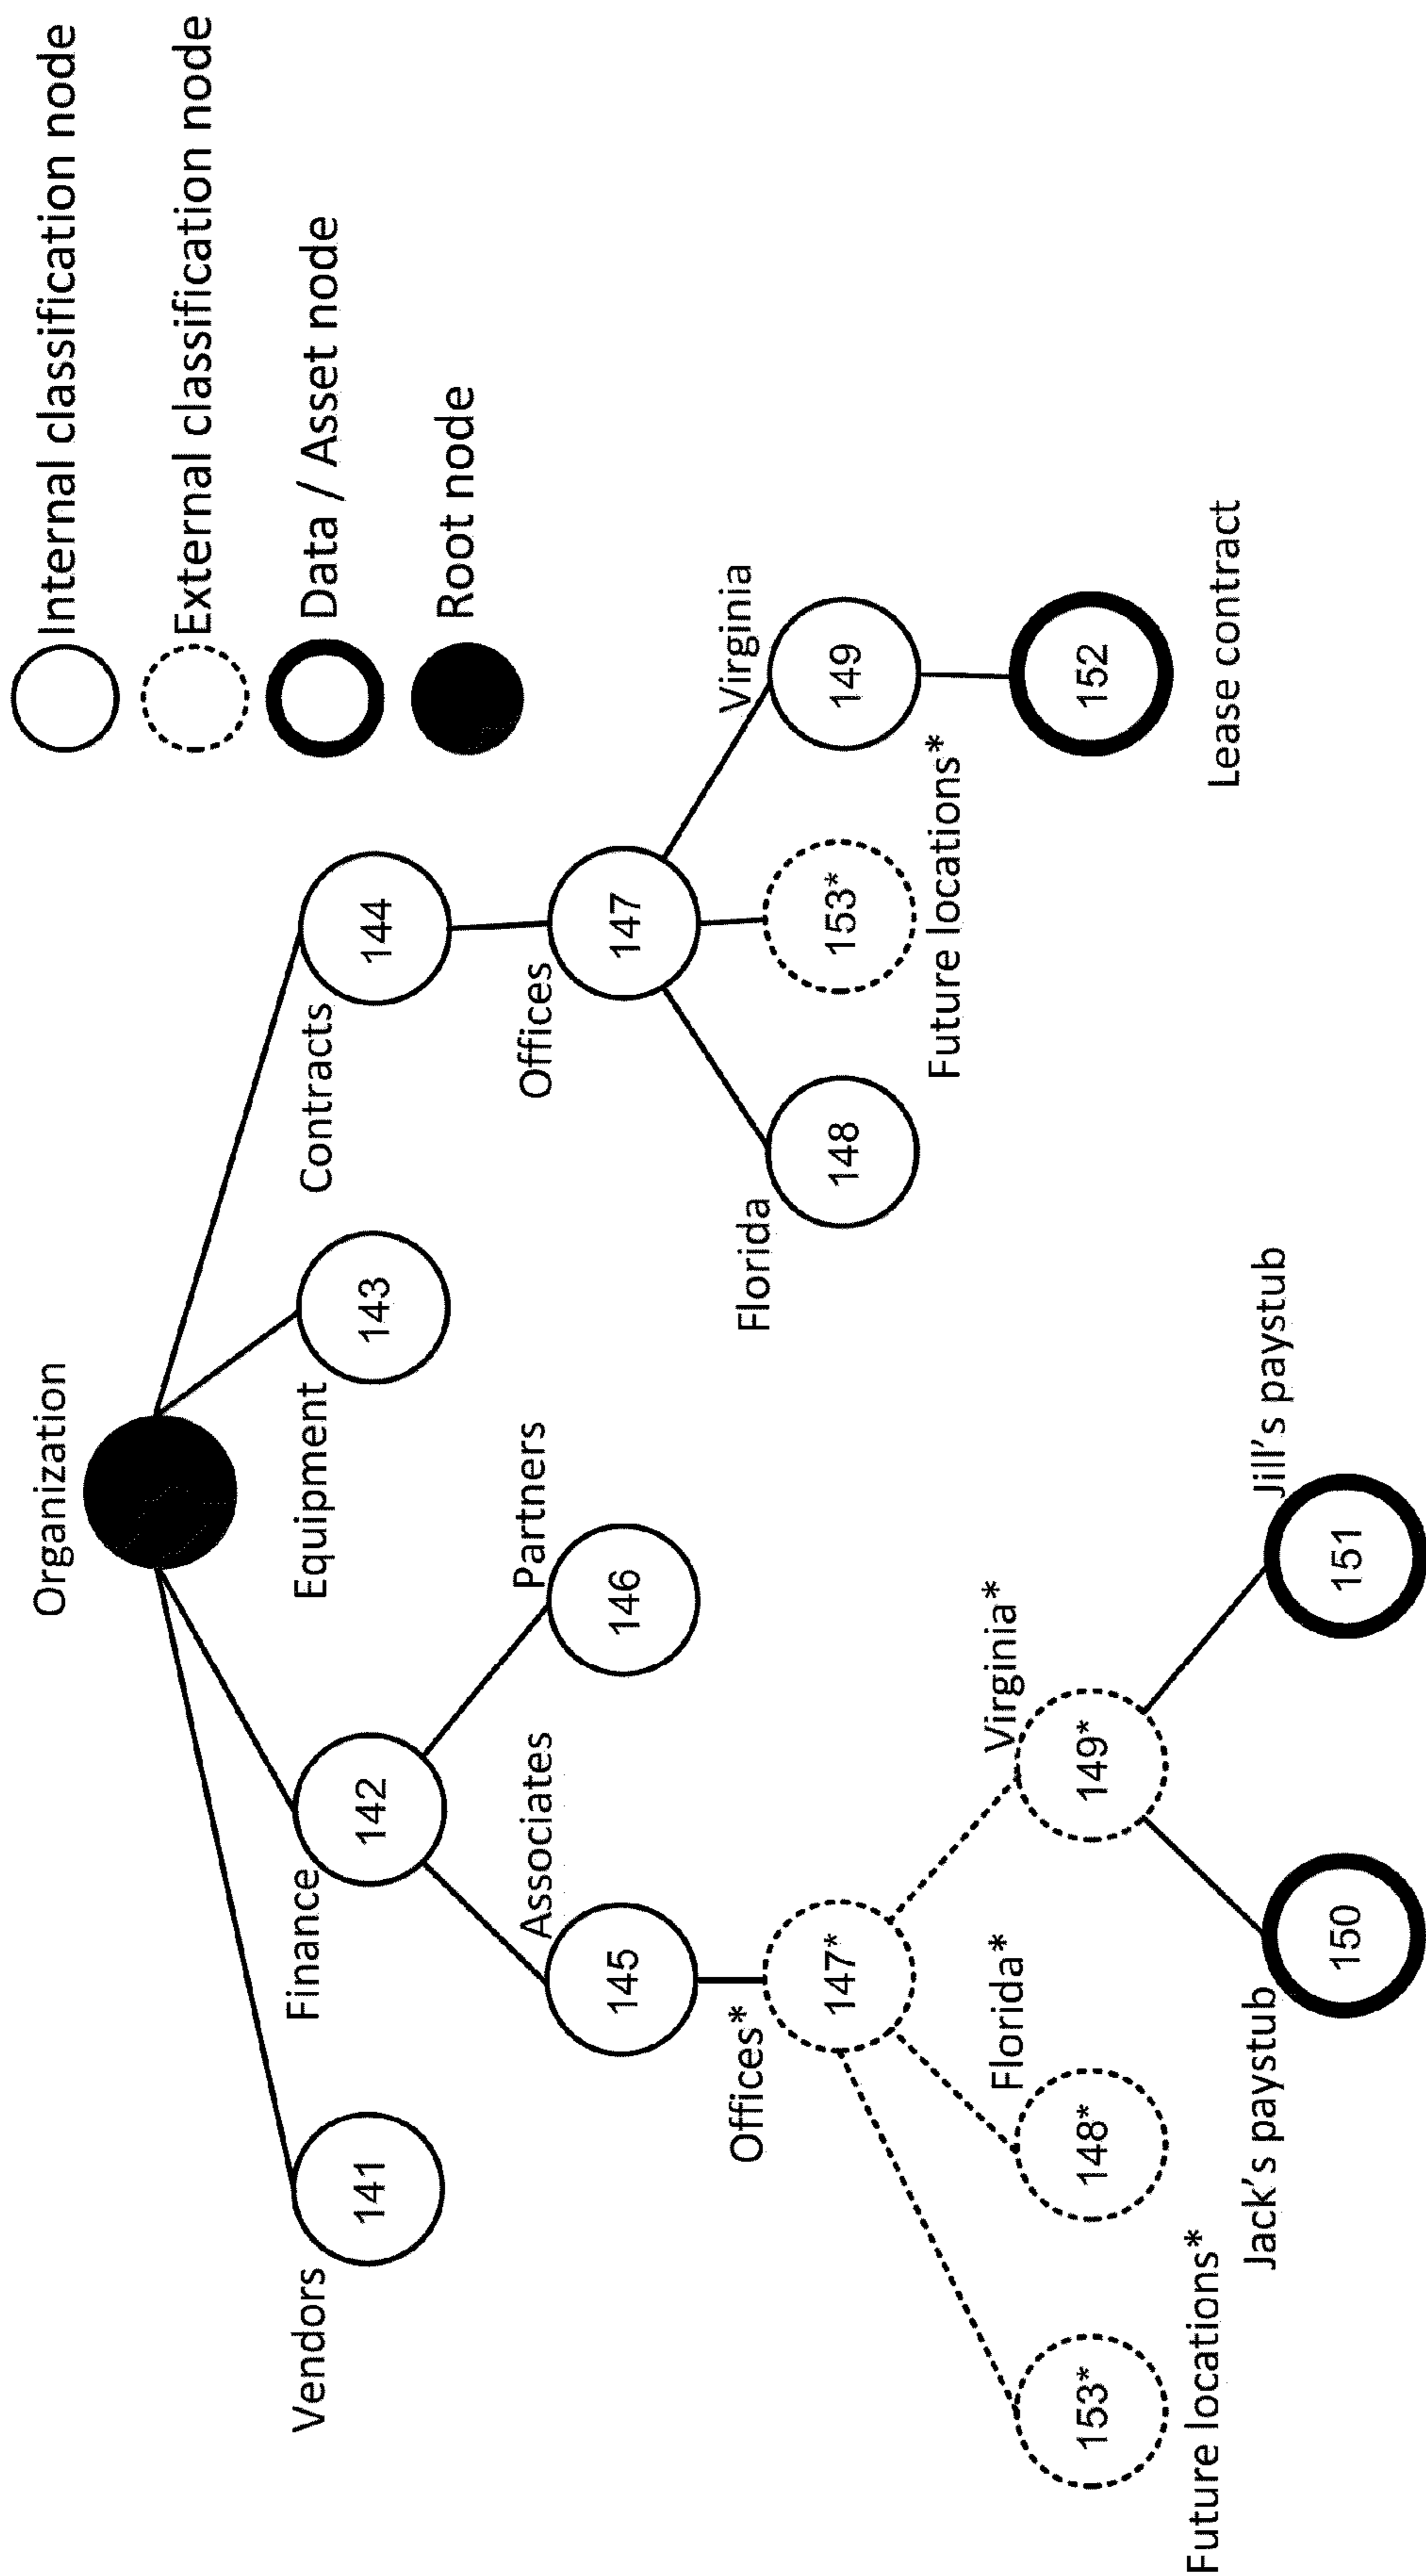 Internal classification node
External classification node
Data / Asset node
Root node
Organization
Vendors
141
Finance
142
Equipment
143
Contracts
144
Associates
145
Partners
146
Offices
147
Offices*
147*
Florida
148
153*
Future locations*
Virginia
149
153*
Future locations*
Florida*
148*
Virginia*
149*
152
Lease contract
Jack's paystub
150
Jill's paystub
151